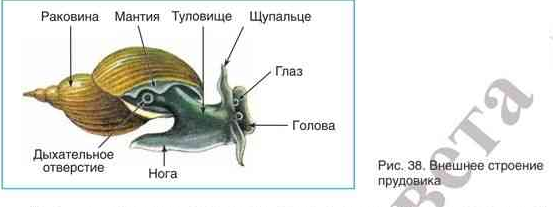 Раковина Мантия Туловище Щупальце
Глаз
Голова
Дыхательное
отверстие
Нога
Рис. 38. Внешнее строение
прудовика